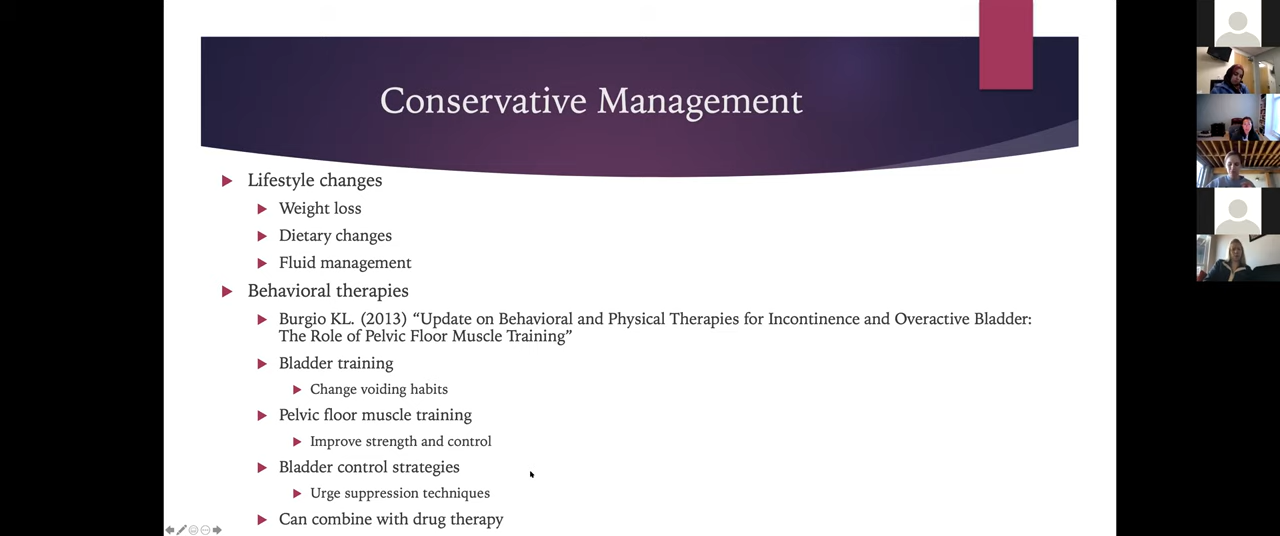 Conservative Management
Lifestyle changes
Weight loss
Dietary changes
Fluid management
Behavioral therapies
Burgio KL. (2013) “Update on Behavioral and Physical Therapies for Incontinence and Overactive Bladder:
The Role of Pelvic Floor Muscle Training”
Bladder training
Change voiding habits
Pelvic floor muscle training
Improve strength and control
Bladder control strategies
Urge suppression techniques
Can combine with drug therapy